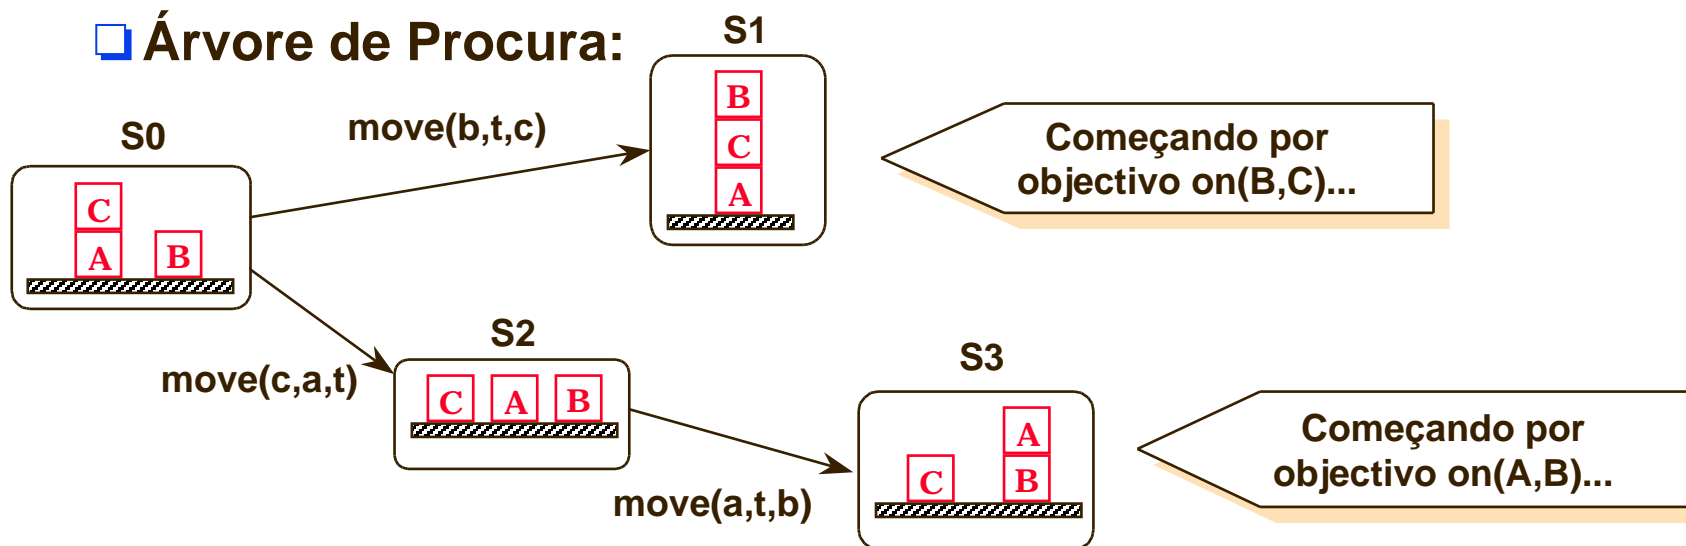 Árvore de Procura:
S1
B
C
A
move(b,t,c)
Começando por
objectivo on(B,C)...
S0
C
A B
S2
move(c,a,t)
C A B
S3
A
C B
move(a,t,b)
Começando por
objectivo on(A,B)...